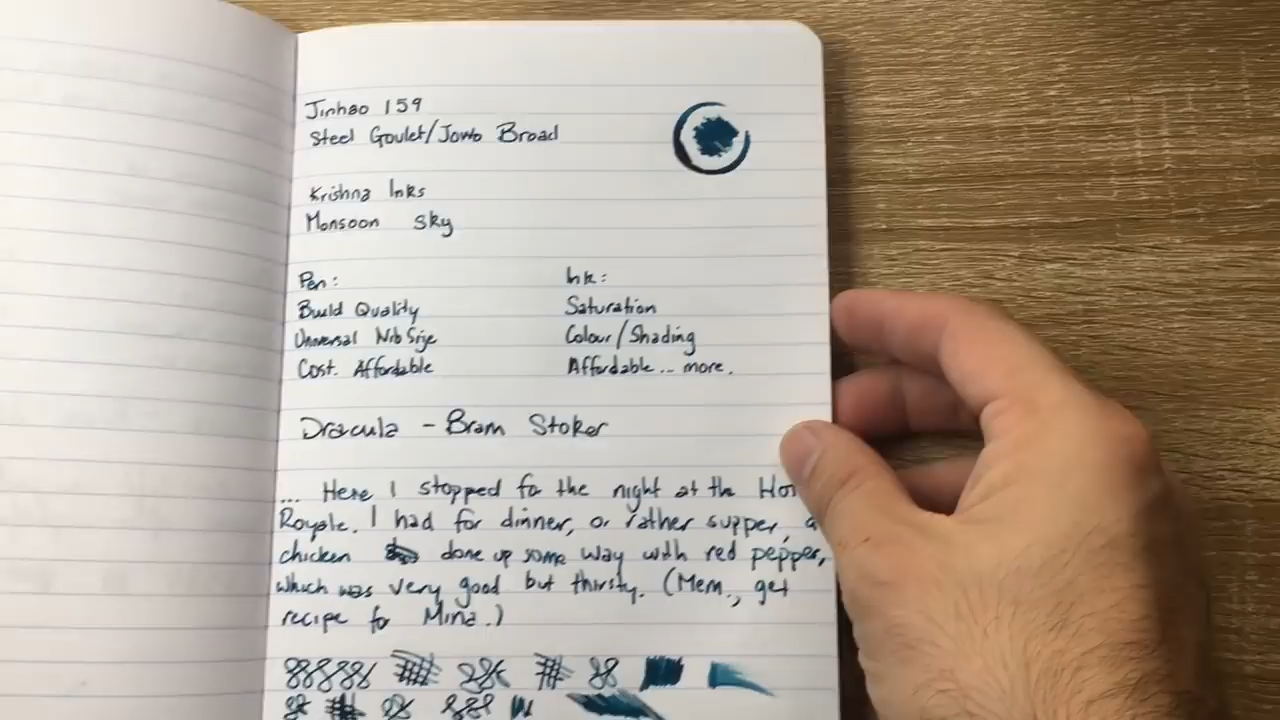 Jinhao 159
Steel Goulet/Jowo Broad
Krishna Inks
Monsoon Sky
Pen:
Build Quality
Universal Nib Size
Cost. Affordable
Ink:
Saturation
Colour/Shading
Affordable... more.
Dracula - Bram Stoker
... Here I stopped for the night at the
Royale. I had for dinner, or rather supper, a
chicken done up some way with red pepper,
which was very good but thirsty. (Mem., get
recipe for Mina.)